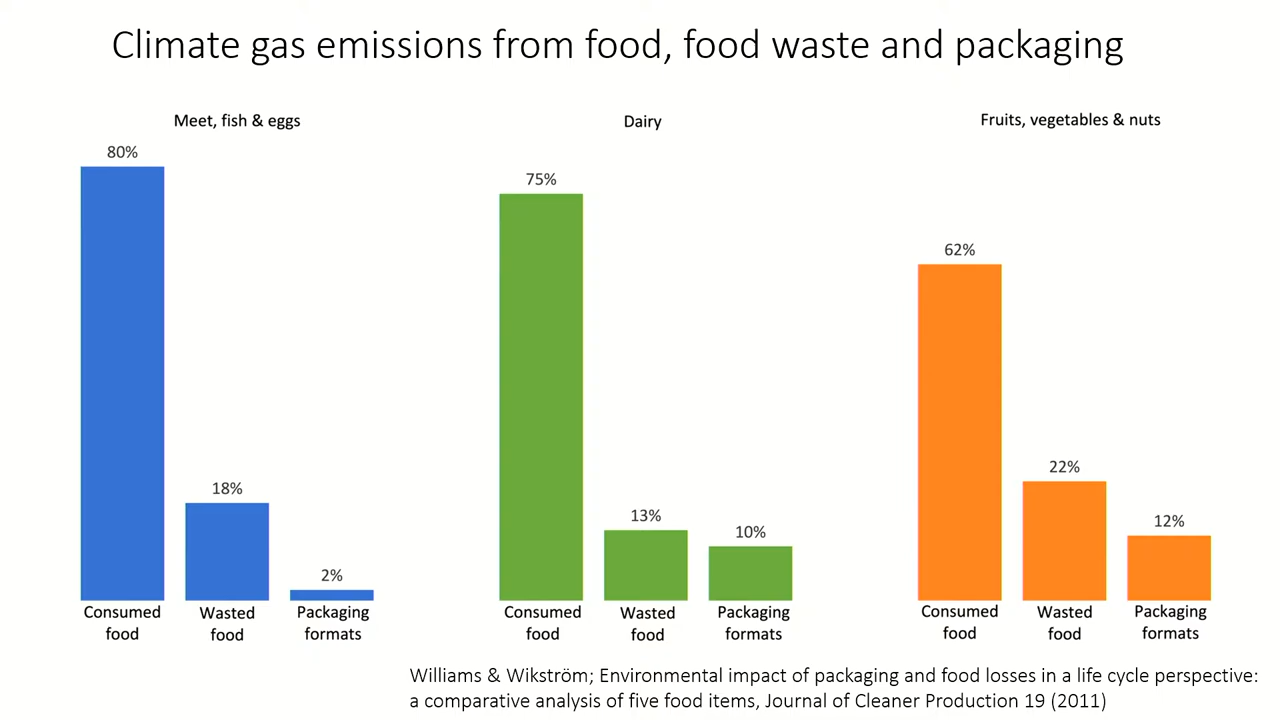 Climate gas emissions from food, food waste and packaging
Meet, fish & eggs
80%
18%
2%
Consumed
food
Wasted
food
Packaging
formats
Dairy
75%
13%
10%
Consumed
food
Wasted
food
Packaging
formats
Fruits, vegetables & nuts
62%
22%
12%
Consumed
food
Wasted
food
Packaging
formats
Williams & Wikström; Environmental impact of packaging and food losses in a life cycle perspective:
a comparative analysis of five food items, Journal of Cleaner Production 19 (2011)